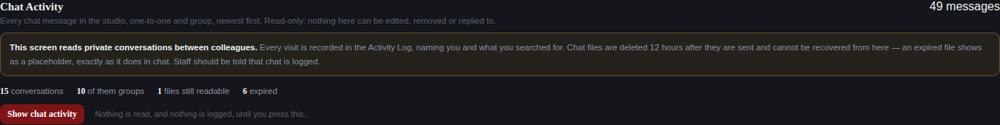 Chat Activity
49 messages
Every chat message in the studio, one-to-one and group, newest first. Read-only: nothing here can be edited, removed or replied to.
This screen reads private conversations between colleagues. Every visit is recorded in the Activity Log, naming you and what you searched for. Chat files are deleted 12 hours after they are sent and cannot be recovered from here — an expired file shows
as a placeholder, exactly as it does in chat. Staff should be told that chat is logged.
15 conversations 10 of them groups 1 files still readable 6 expired
Show chat activity Nothing is read, and nothing is logged, until you press this.